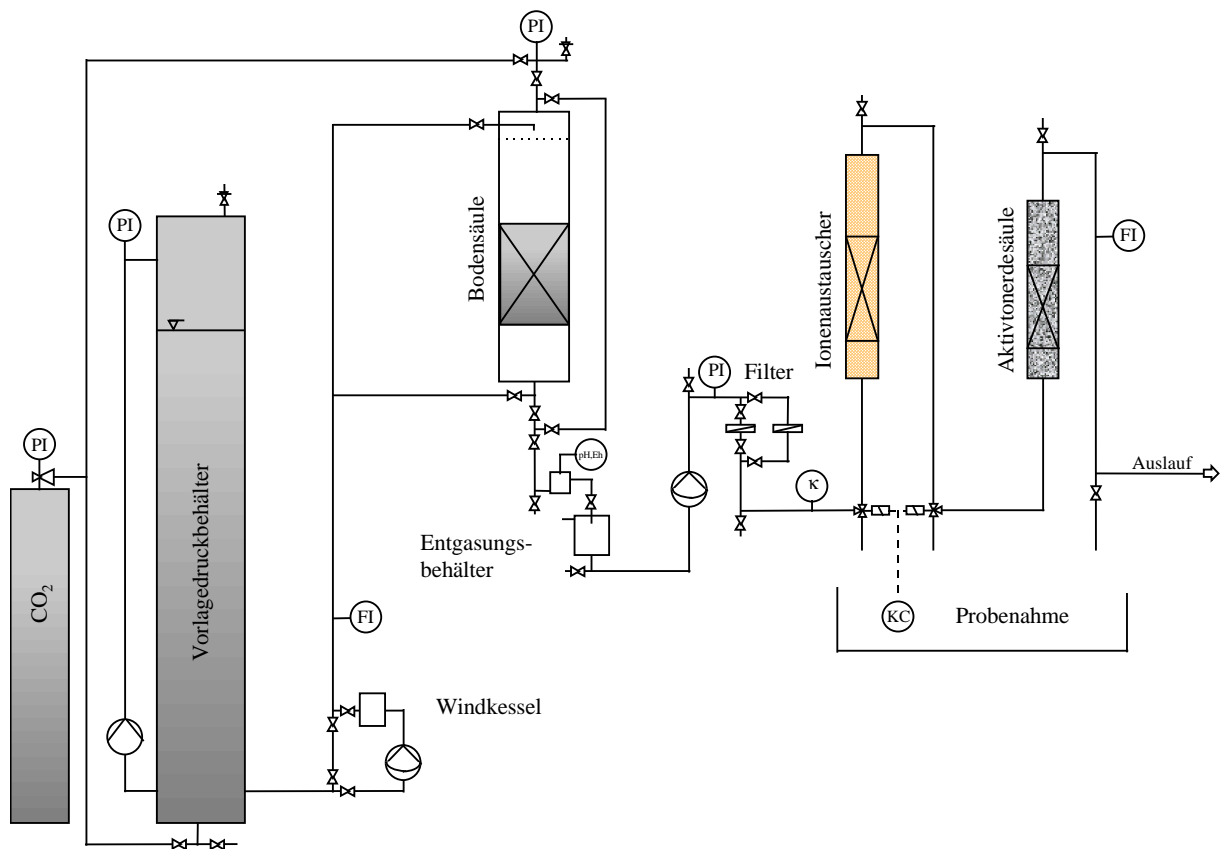 PI
PI
Bodensäule
Ionenaustauscher
Aktivtonerdesäule
FI
PI
Filter
PI
CO2
Vorlagedruckbehälter
pH,Eh
κ
Auslauf
Entgasungs-
behälter
FI
KC
Probenahme
Windkessel